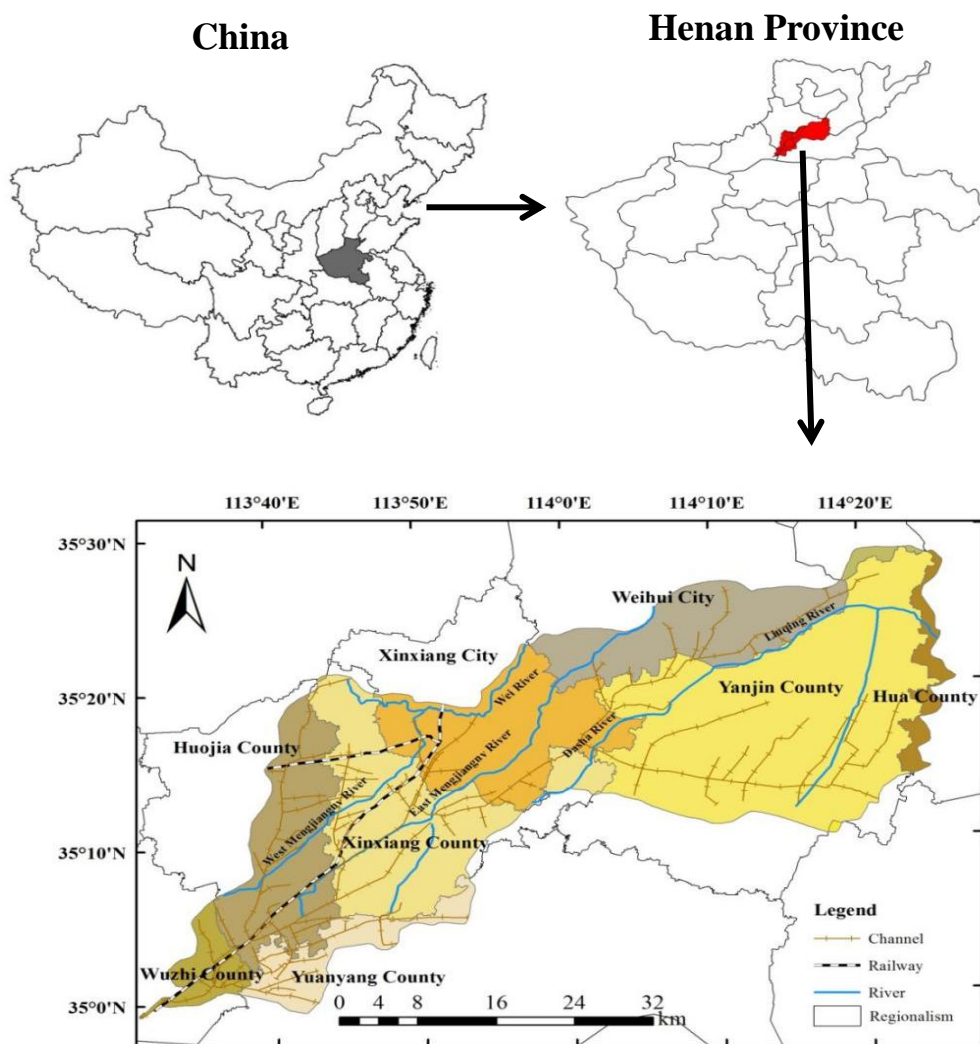 China
Henan Province
113°40'E 113°50'E 114°0'E 114°10'E 114°20'E
35°30'N
N
Weihui City
Linqing River
Xinxiang City
Wei River
35°20'N
Yanjin County
Hua County
Huojia County
Dasha River
East Mengjiangnv River
West Mengjiangnv River
Xinxiang County
35°10'N
Legend
Channel
Wuzhi County
Yuanyang County
Railway
35°0'N
0 4 8 16 24 32
km
River
Regionalism